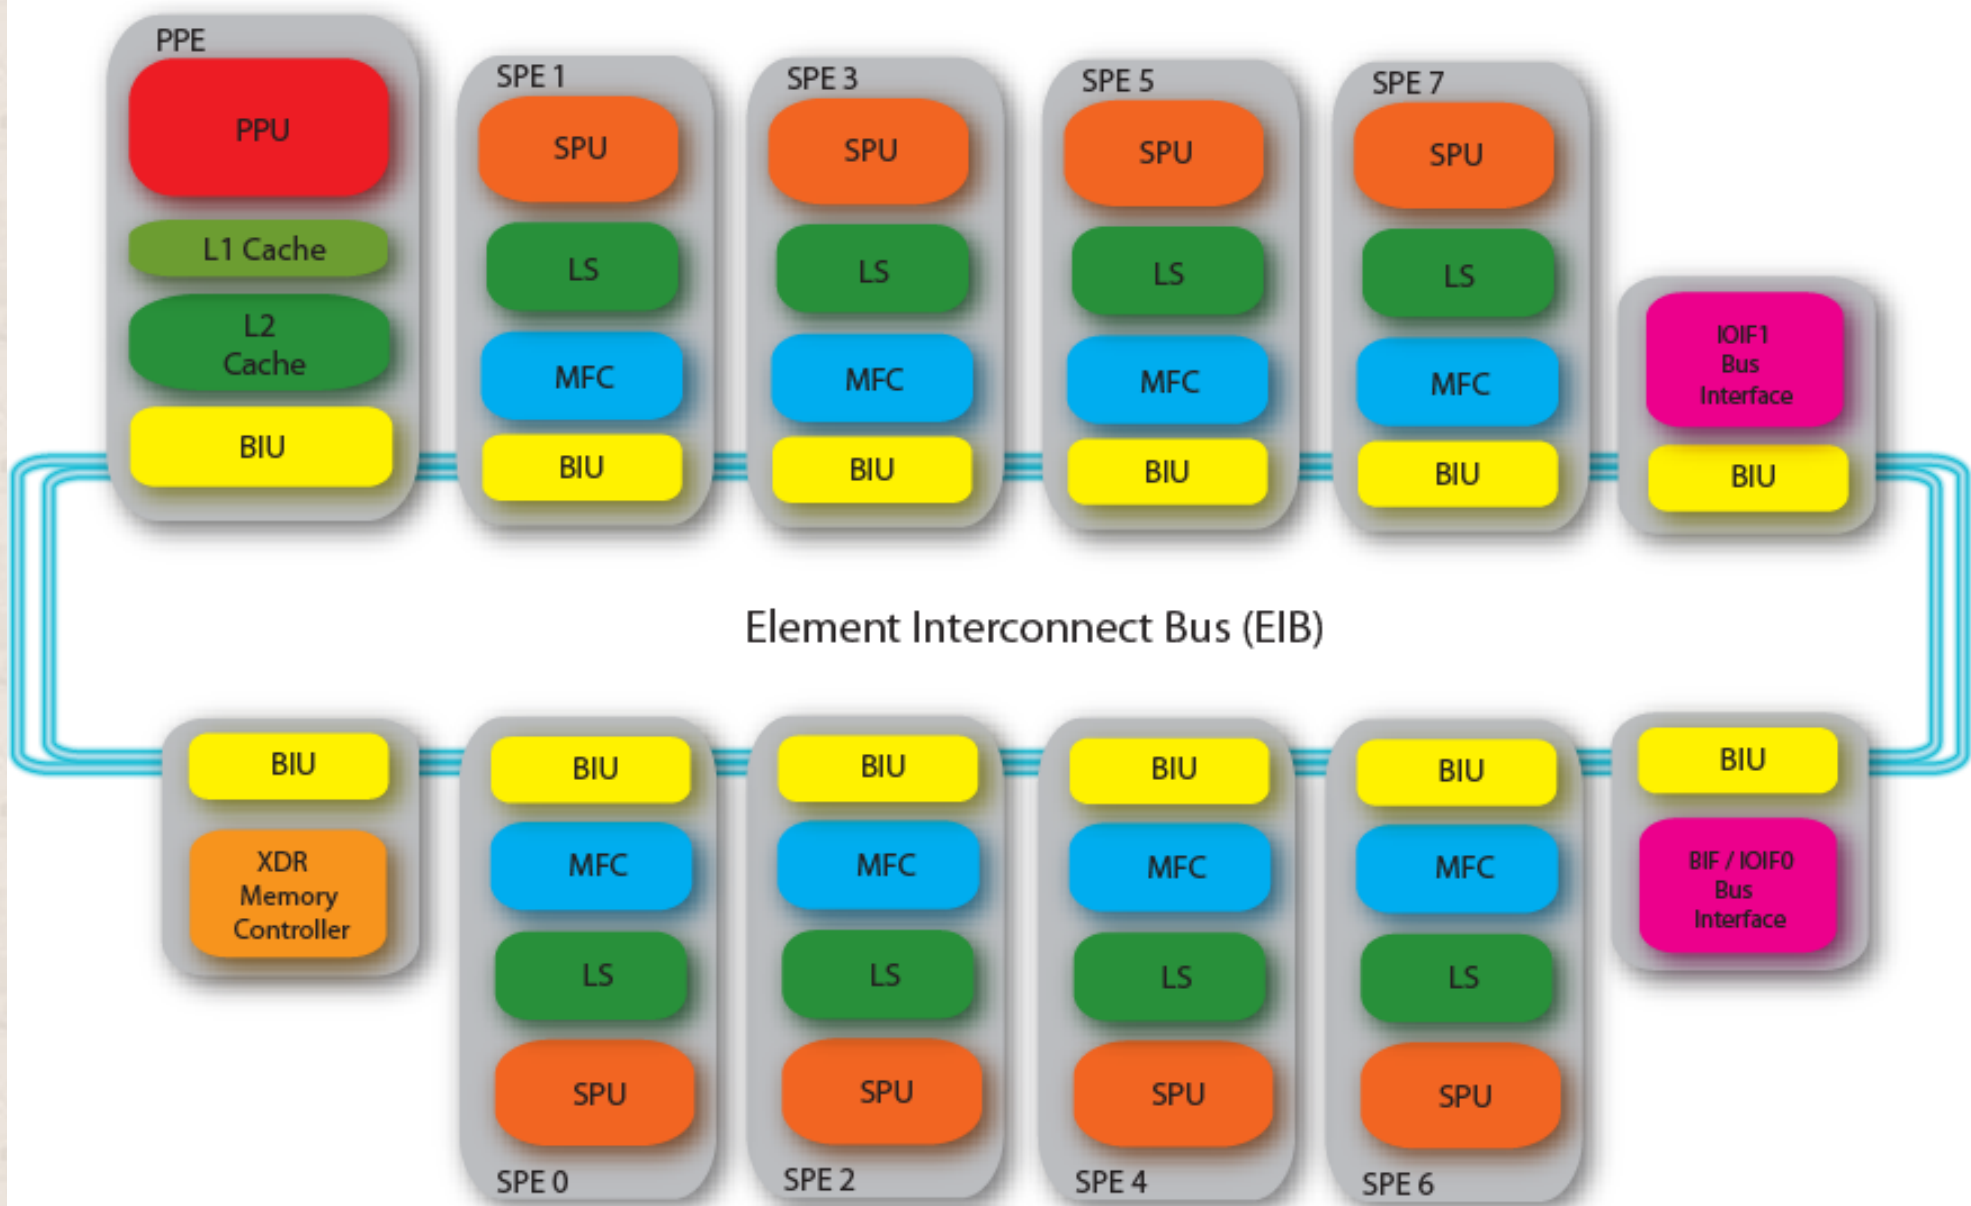 PPE
PPU
L1 Cache
L2
Cache
BIU
SPE 1
SPU
LS
MFC
BIU
SPE 3
SPU
LS
MFC
BIU
SPE 5
SPU
LS
MFC
BIU
SPE 7
SPU
LS
MFC
BIU
IOIF1
Bus
Interface
BIU
Element Interconnect Bus (EIB)
BIU
XDR
Memory
Controller
BIU
MFC
LS
SPU
SPE 0
BIU
MFC
LS
SPU
SPE 2
BIU
MFC
LS
SPU
SPE 4
BIU
MFC
LS
SPU
SPE 6
BIU
BIF / IOIF0
Bus
Interface